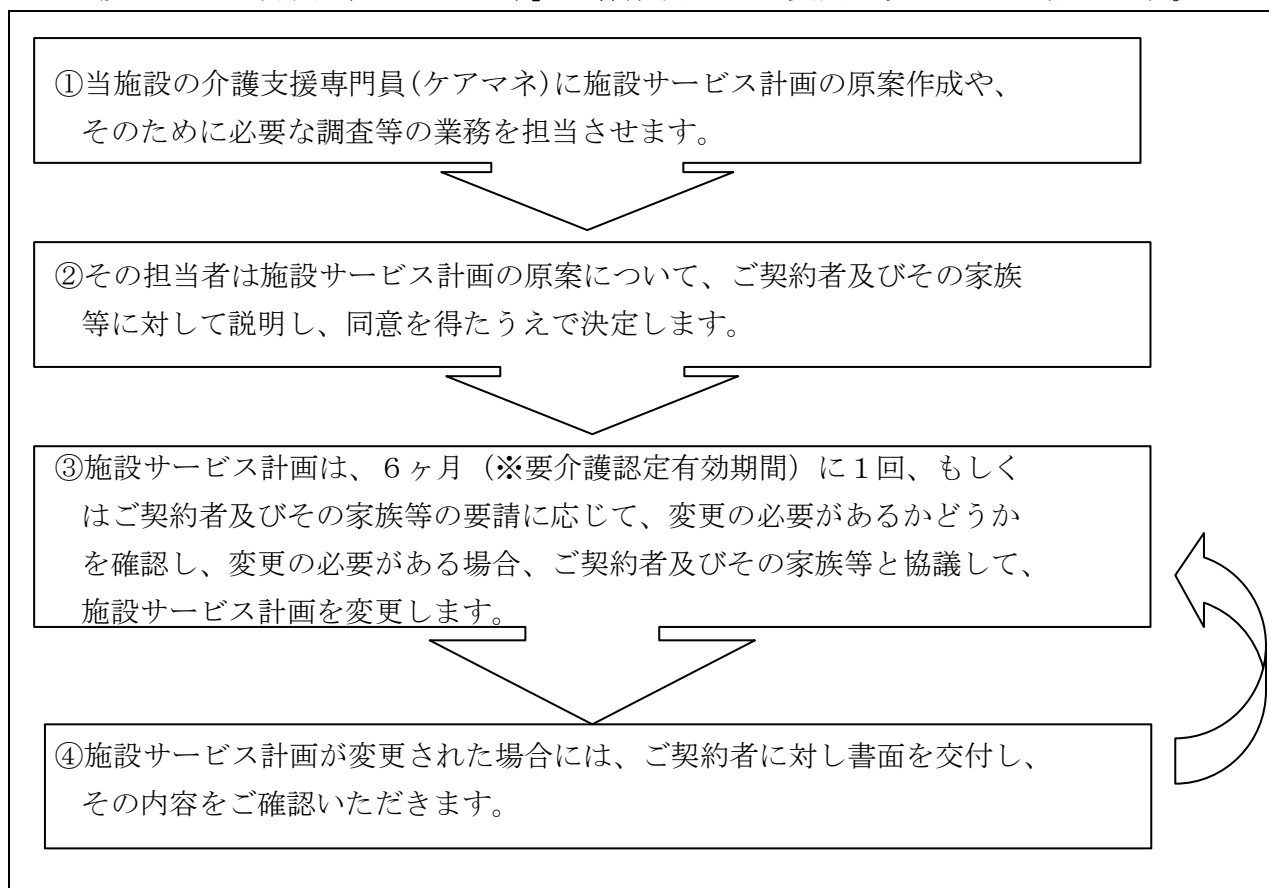 ①当施設の介護支援専門員(ケアマネ)に施設サービス計画の原案作成や、
そのために必要な調査等の業務を担当させます。
②その担当者は施設サービス計画の原案について、ご契約者及びその家族
等に対して説明し、同意を得たうえで決定します。
③施設サービス計画は、６ヶ月（※要介護認定有効期間）に１回、もしく
はご契約者及びその家族等の要請に応じて、変更の必要があるかどうか
を確認し、変更の必要がある場合、ご契約者及びその家族等と協議して、
施設サービス計画を変更します。
④施設サービス計画が変更された場合には、ご契約者に対し書面を交付し、
その内容をご確認いただきます。